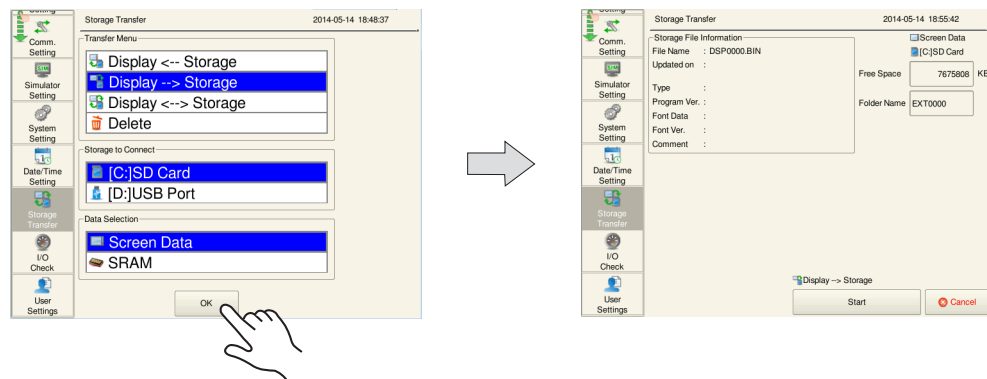 Setting
Comm.
Setting
Simulator
Setting
System
Setting
Date/Time
Setting
Storage
Transfer
I/O
Check
User
Settings
Storage Transfer 2014-05-14 18:48:37
Transfer Menu
Display <-- Storage
Display --> Storage
Display <--> Storage
Delete
Storage to Connect
[C:]SD Card
[D:]USB Port
Data Selection
Screen Data
SRAM
OK
Setting
Comm.
Setting
SIM
Simulator
Setting
System
Setting
Date/Time
Setting
Storage
Transfer
I/O
Check
User
Settings
Storage Transfer 2014-05-14 18:55:42
Storage File Information
File Name : DSP0000.BIN
Updated on :
Type :
Program Ver. :
Font Data :
Font Ver. :
Comment :
Screen Data
[C:]SD Card
Free Space 7675808 KB
Folder Name EXT0000
Display --> Storage
Start
Cancel